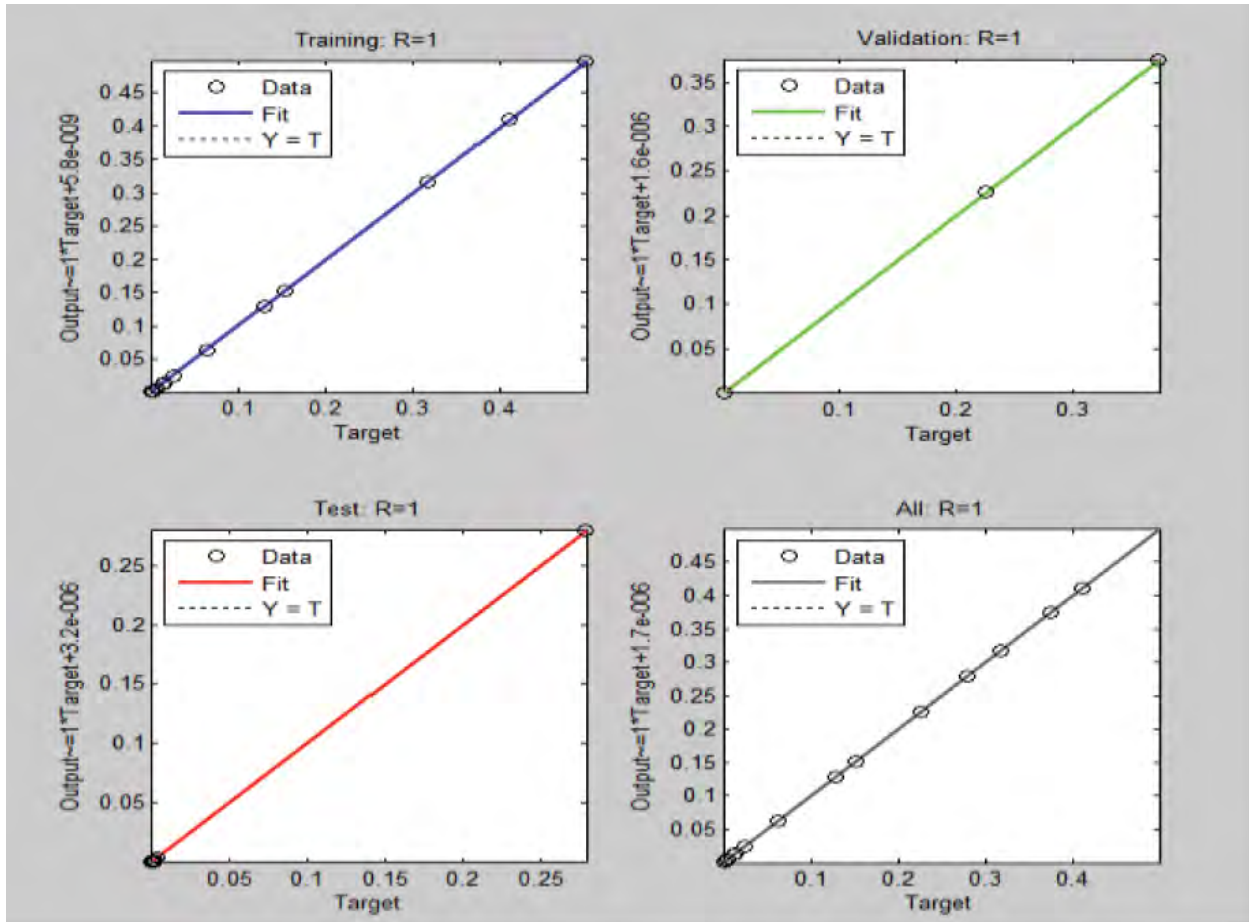 Training: R=1
Data
Fit
Y = T
Output~=1*Target+5.8e-009
0.45
0.4
0.35
0.3
0.25
0.2
0.15
0.1
0.05
0.1
0.2
0.3
0.4
Target
Validation: R=1
Data
Fit
Y = T
Output~=1*Target+1.6e-006
0.35
0.3
0.25
0.2
0.15
0.1
0.05
0.1
0.2
0.3
Target
Test: R=1
Data
Fit
Y = T
Output~=1*Target+3.2e-006
0.25
0.2
0.15
0.1
0.05
0.05
0.1
0.15
0.2
0.25
Target
All: R=1
Data
Fit
Y = T
Output~=1*Target+1.7e-006
0.45
0.4
0.35
0.3
0.25
0.2
0.15
0.1
0.05
0.1
0.2
0.3
0.4
Target